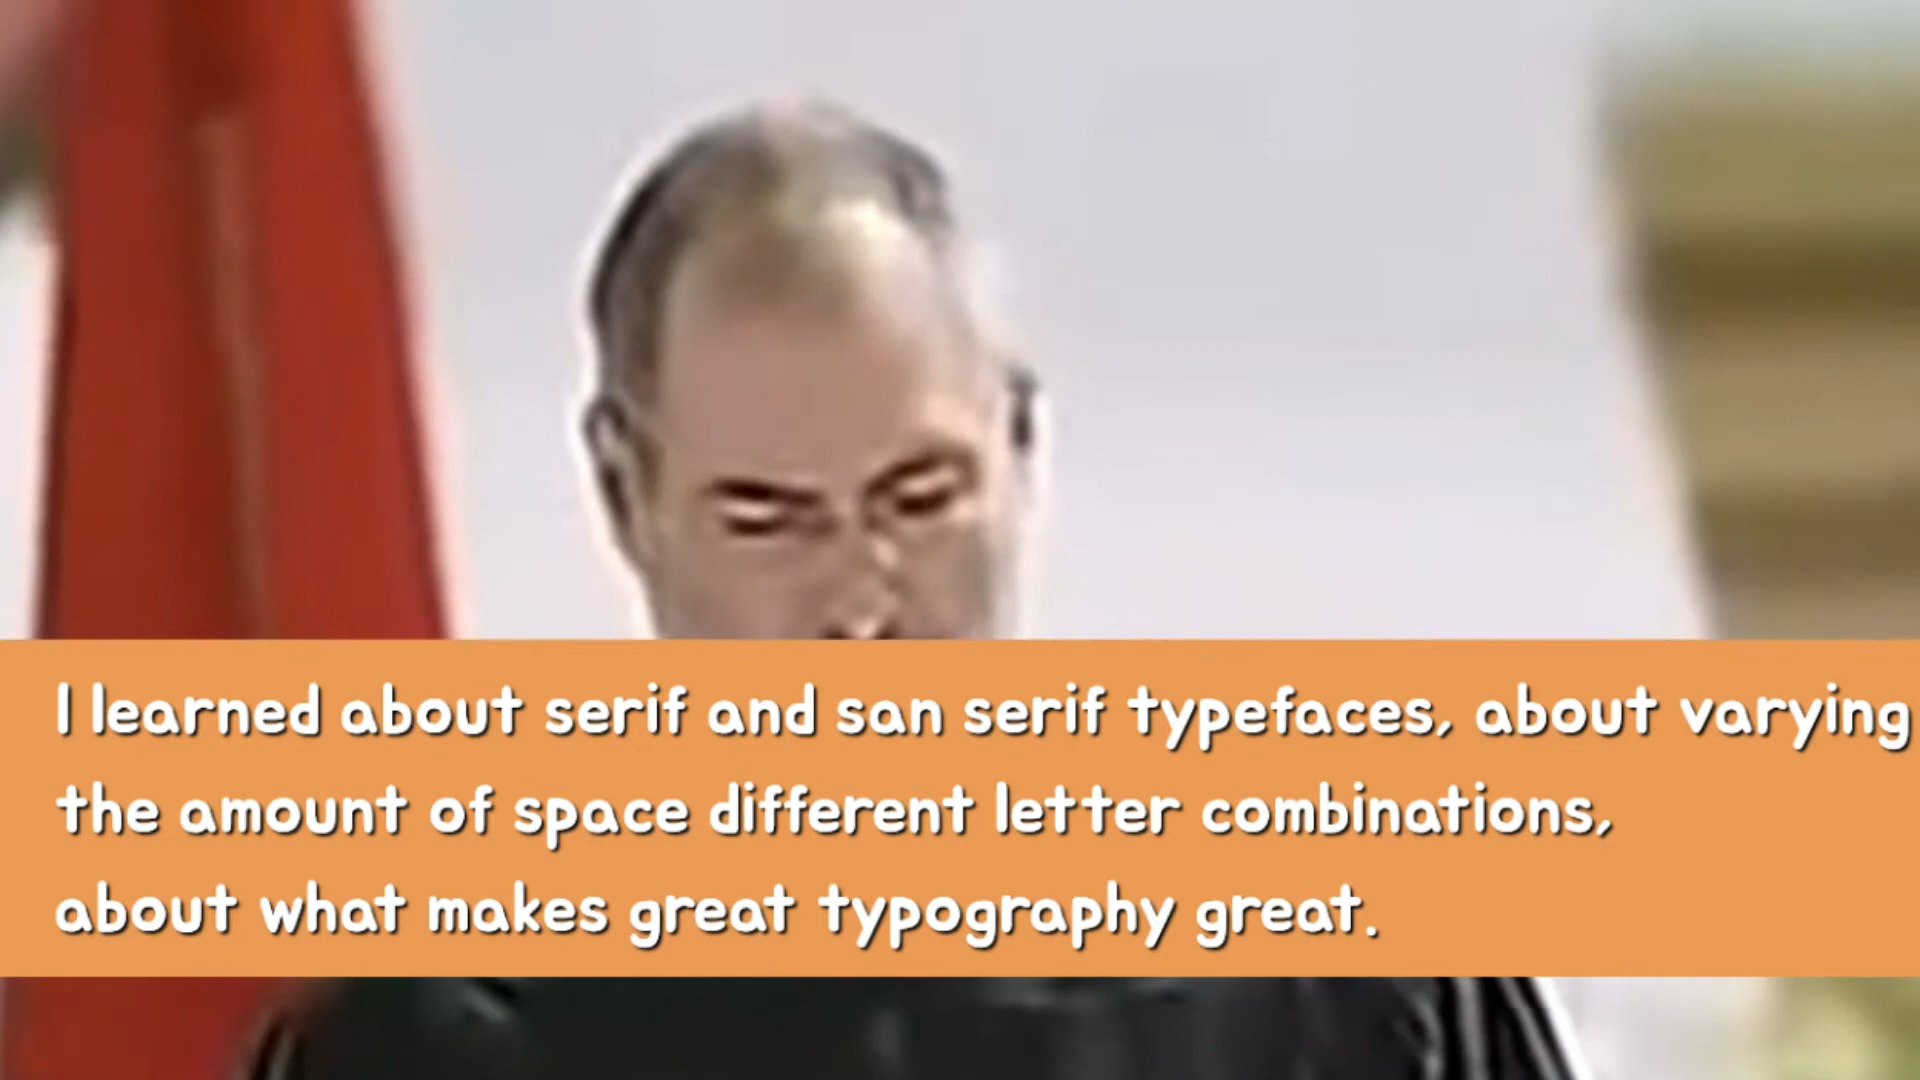 I learned about serif and san serif typefaces, about varying
the amount of space different letter combinations,
about what makes great typography great.